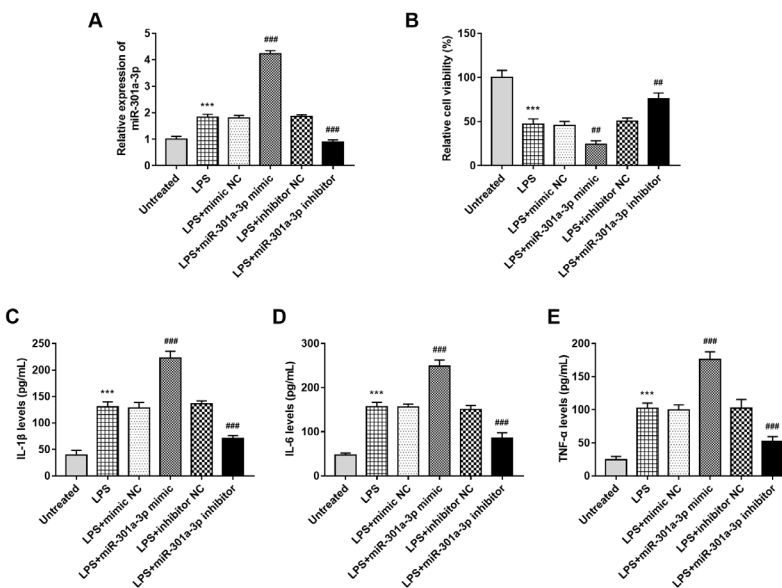 A
Relative expression of
miR-301a-3p
5
4
3
2
1
0
***
###
###
Untreated
LPS
LPS+mimic NC
LPS+miR-301a-3p mimic
LPS+inhibitor NC
LPS+miR-301a-3p inhibitor
B
Relative cell viability (%)
150
100
50
0
***
##
##
Untreated
LPS
LPS+mimic NC
LPS+miR-301a-3p mimic
LPS+inhibitor NC
LPS+miR-301a-3p inhibitor
C
IL-1β levels (pg/mL)
250
200
150
100
50
0
***
###
###
Untreated
LPS
LPS+mimic NC
LPS+miR-301a-3p mimic
LPS+inhibitor NC
LPS+miR-301a-3p inhibitor
D
IL-6 levels (pg/mL)
300
200
100
0
***
###
###
Untreated
LPS
LPS+mimic NC
LPS+miR-301a-3p mimic
LPS+inhibitor NC
LPS+miR-301a-3p inhibitor
E
TNF-α levels (pg/mL)
200
150
100
50
0
***
###
###
Untreated
LPS
LPS+mimic NC
LPS+miR-301a-3p mimic
LPS+inhibitor NC
LPS+miR-301a-3p inhibitor